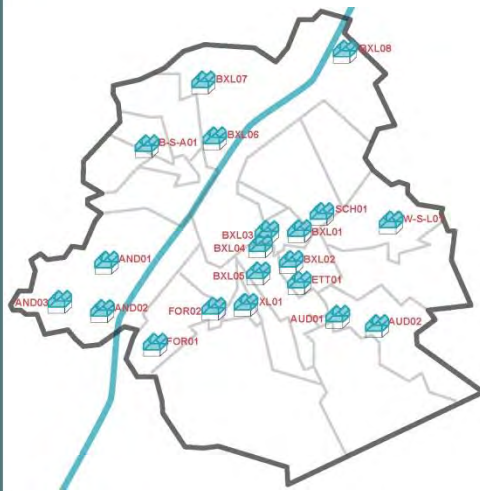 BXL08
BXL07
BXL06
B-S-A01
SCH01
W-S-L01
BXL03
BXL01
BXL04
AND01
BXL02
BXL05
ETT01
AND03
AND02
FOR02
XL01
AUD01
AUD02
FOR01